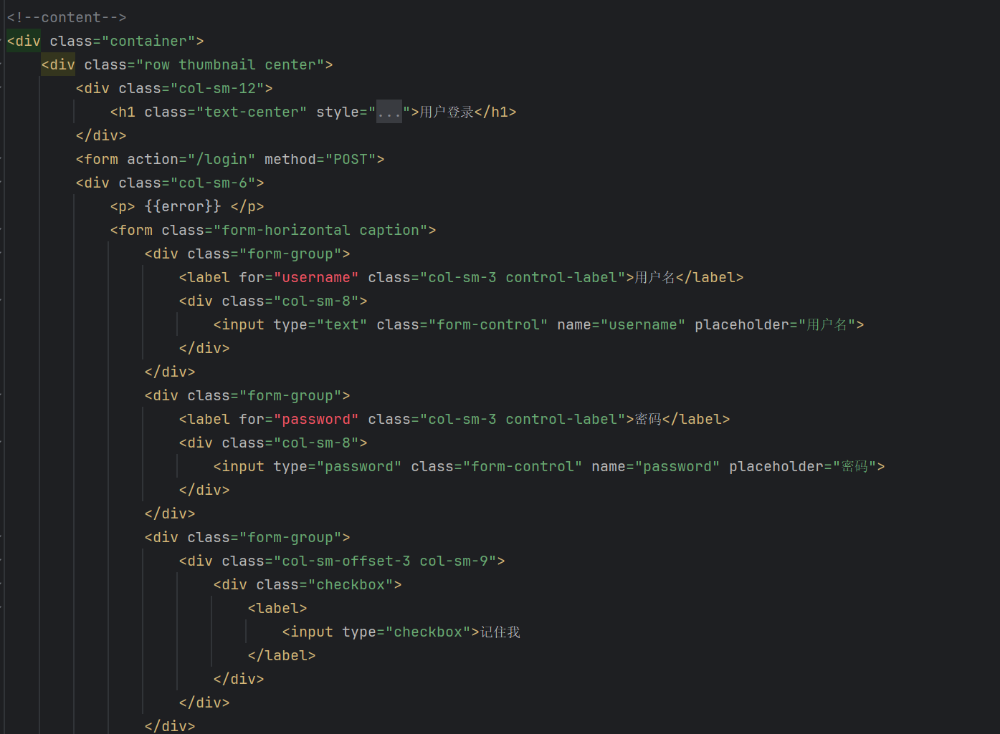 <!--content-->
<div class="container">
<div class="row thumbnail center">
<div class="col-sm-12">
<h1 class="text-center" style="...">用户登录</h1>
</div>
<form action="/login" method="POST">
<div class="col-sm-6">
<p> {{error}} </p>
<form class="form-horizontal caption">
<div class="form-group">
<label for="username" class="col-sm-3 control-label">用户名</label>
<div class="col-sm-8">
<input type="text" class="form-control" name="username" placeholder="用户名">
</div>
</div>
<div class="form-group">
<label for="password" class="col-sm-3 control-label">密码</label>
<div class="col-sm-8">
<input type="password" class="form-control" name="password" placeholder="密码">
</div>
</div>
<div class="form-group">
<div class="col-sm-offset-3 col-sm-9">
<div class="checkbox">
<label>
<input type="checkbox">记住我
</label>
</div>
</div>
</div>